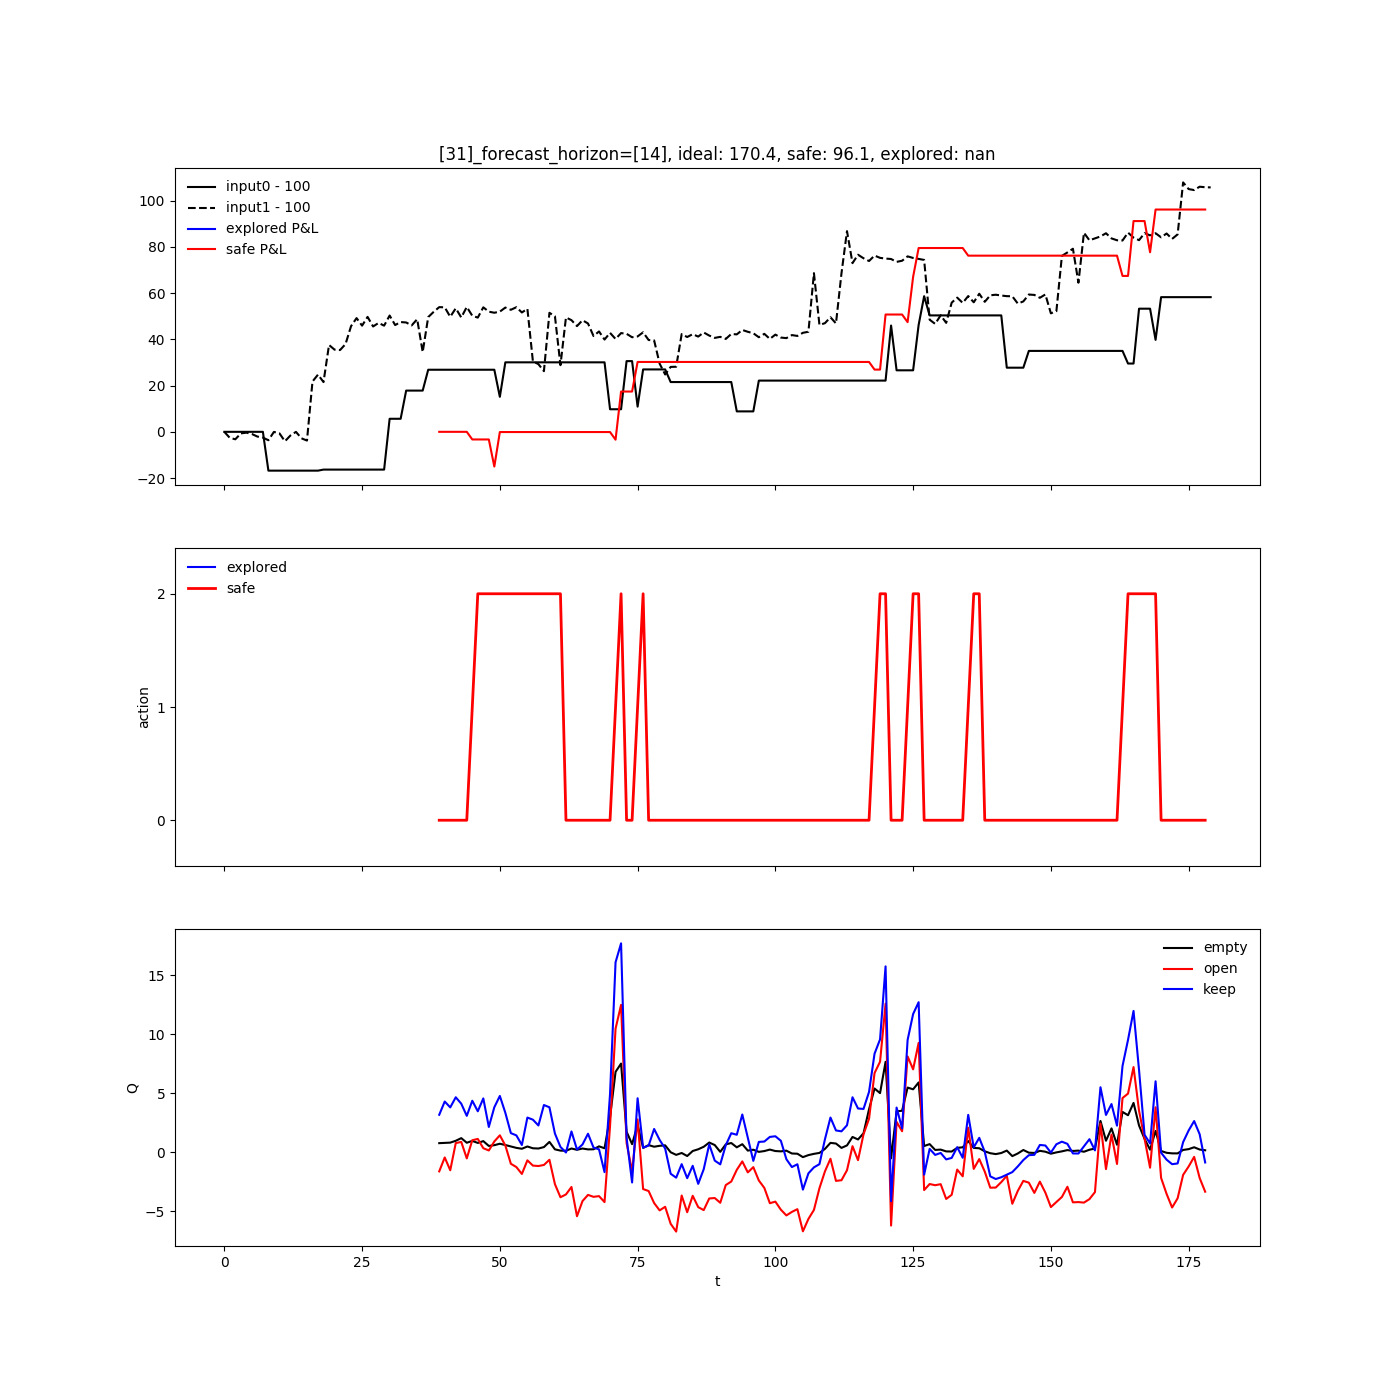 [31]_forecast_horizon=[14], ideal: 170.4, safe: 96.1, explored: nan
input0 - 100
input1 - 100
explored P&L
safe P&L
100
80
60
40
20
0
−20
explored
safe
2
1
0
action
empty
open
keep
15
10
5
0
−5
Q
0 25 50 75 100 125 150 175
t